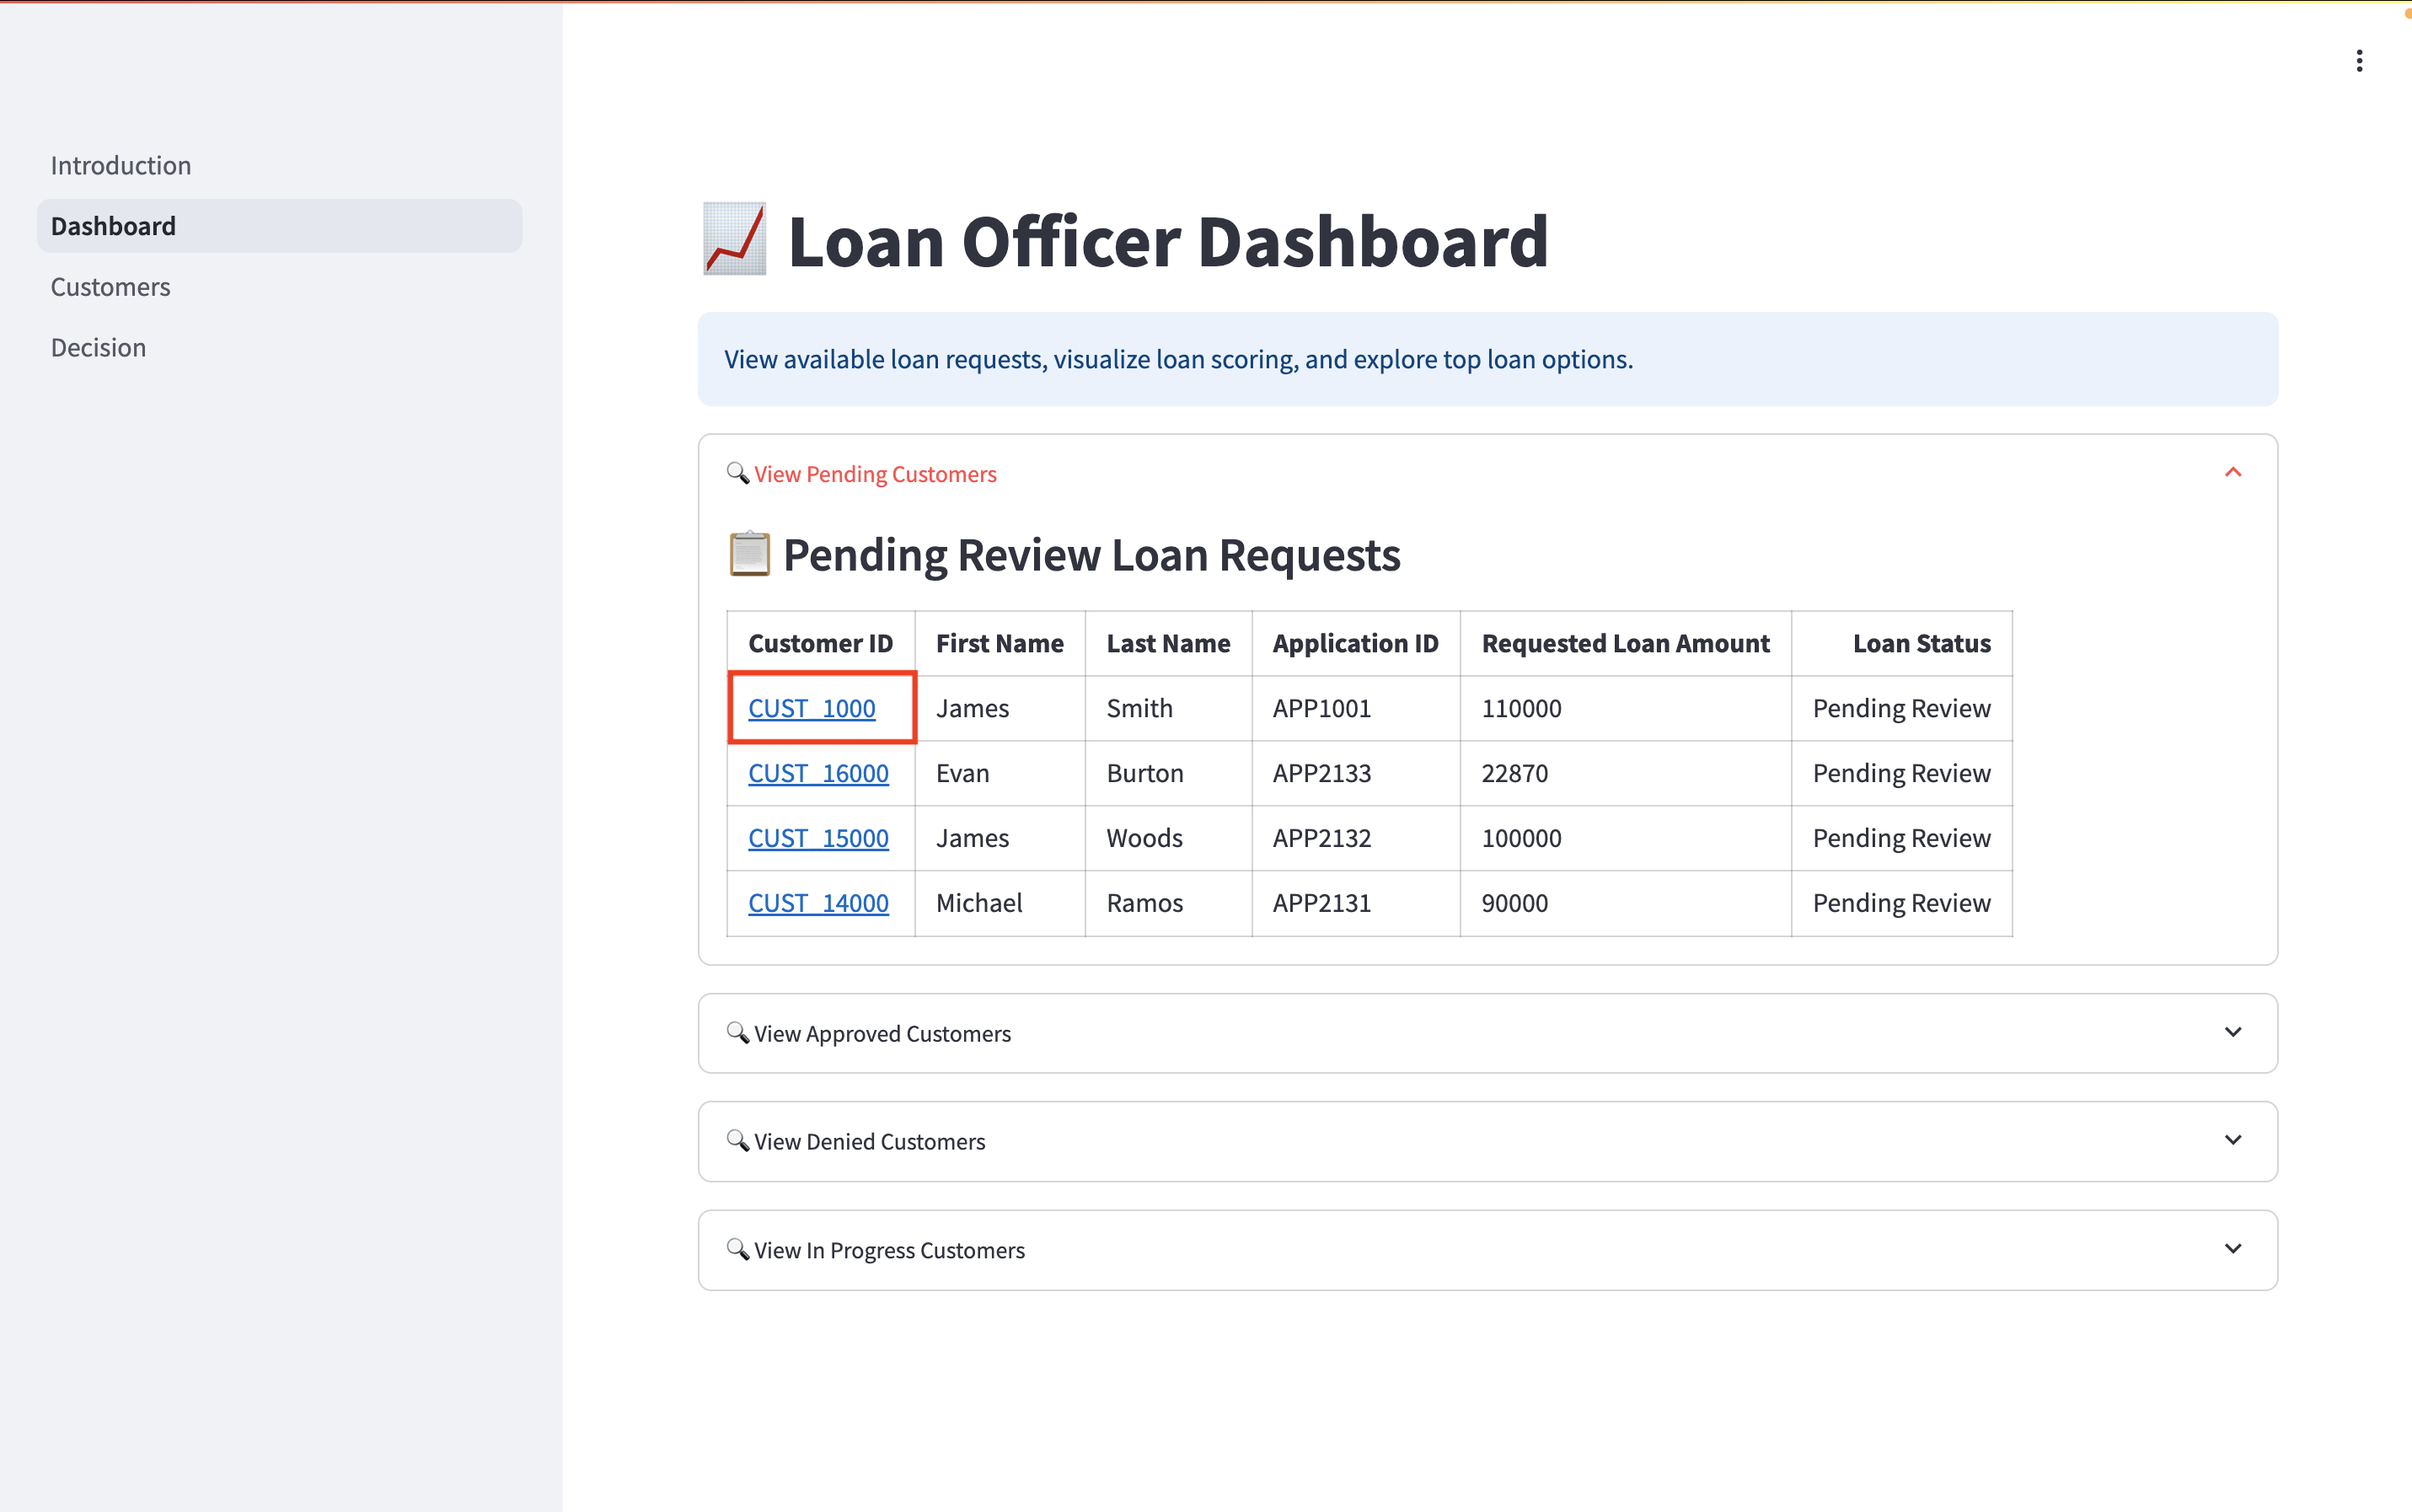 Introduction
Dashboard
Customers
Decision
Loan Officer Dashboard
View available loan requests, visualize loan scoring, and explore top loan options.
View Pending Customers
Pending Review Loan Requests
Customer ID First Name Last Name Application ID Requested Loan Amount Loan Status
CUST_1000 James Smith APP1001 110000 Pending Review
CUST_16000 Evan Burton APP2133 22870 Pending Review
CUST_15000 James Woods APP2132 100000 Pending Review
CUST_14000 Michael Ramos APP2131 90000 Pending Review
View Approved Customers
View Denied Customers
View In Progress Customers